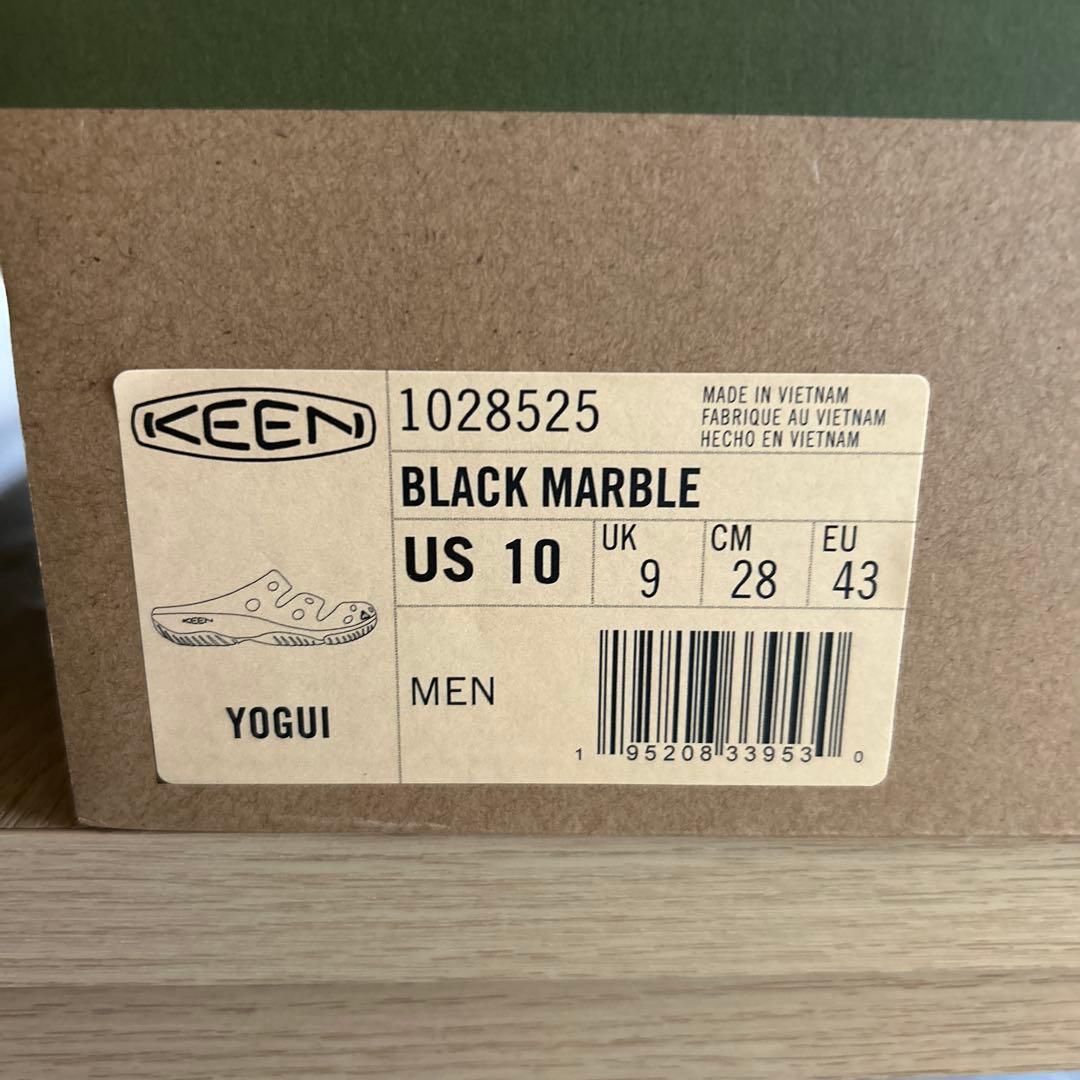 KEEN
1028525
MADE IN VIETNAM
FABRIQUE AU VIETNAM
HECHO EN VIETNAM
BLACK MARBLE
US 10
UK 9
CM 28
EU 43
KEEN
YOGUI
MEN
1 95208 33953 0